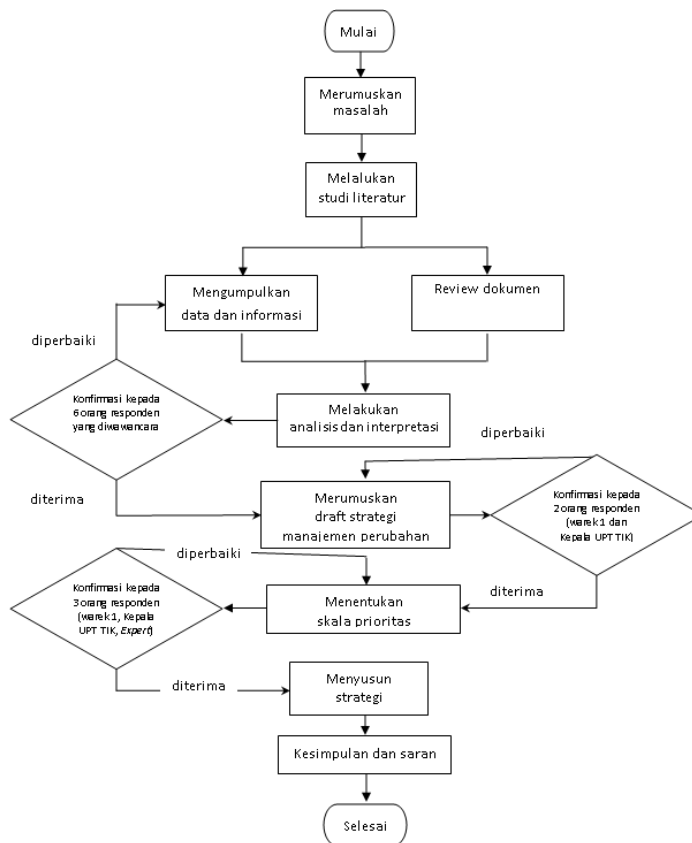 Mulai
Merumuskan
masalah
Melalukan
studi literatur
Mengumpulkan
data dan informasi
Review dokumen
diperbaiki
Konfirmasi kepada
6 orang responden
yang diwawancara
Melakukan
analisis dan interpretasi
diperbaiki
diterima
Merumuskan
draft strategi
manajemen perubahan
Konfirmasi kepada
2 orang responden
(warek 1 dan
Kepala UPT TIK)
diperbaiki
Konfirmasi kepada
3 orang responden
(warek 1, Kepala
UPT TIK, Expert)
Menentukan
skala prioritas
diterima
diterima
Menyusun
strategi
Kesimpulan dan saran
Selesai